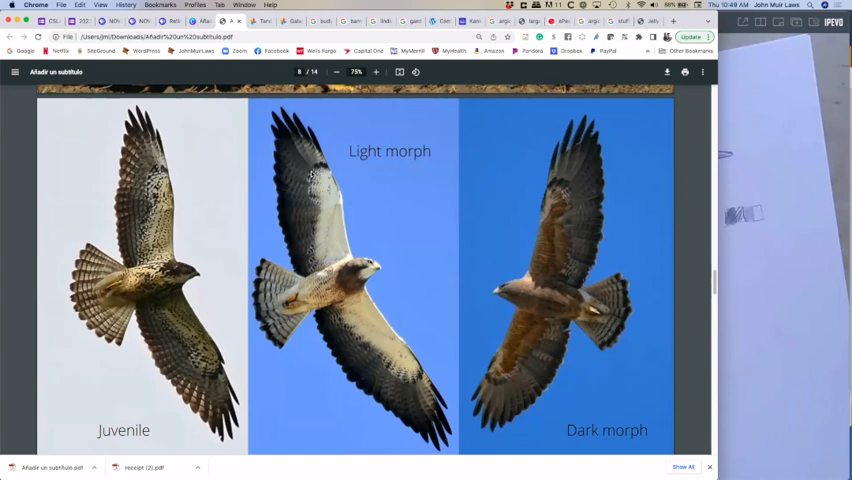 Chrome File Edit View History Bookmarks Profiles Tab Window Help
88% Thu 10:49 AM John Muir Laws
Update
File /Users/jml/Downloads/Añadir%20un%20subtítulo.pdf
Google Netflix SiteGround WordPress JohnMuirLaws Zoom Facebook Wells Fargo Capital One MyMerrill MyHealth Amazon Pandora Dropbox PayPal » Other Bookmarks
Añadir un subtítulo
8 / 14
75%
IPEVO
Light morph
Juvenile
Dark morph
Añadir un subtítulo.pdf
receipt (2).pdf
Show All